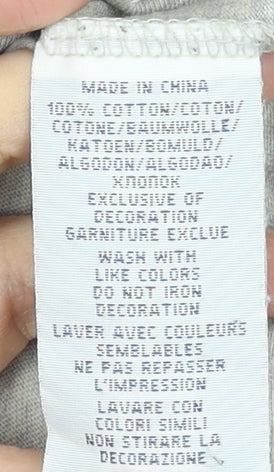 MADE IN CHINA
100% COTTON/COTON/
COTONE/BAUMWOLLE/
KATOEN/BOMULD/
ALGODON/ALGODAO/
ХЛОПОК
EXCLUSIVE OF
DECORATION
GARNITURE EXCLUE
WASH WITH
LIKE COLORS
DO NOT IRON
DECORATION
LAVER AVEC COULEURS
SEMBLABLES
NE PAS REPASSER
L'IMPRESSION
LAVARE CON
COLORI SIMILI
NON STIRARE LA
DECORAZIONE